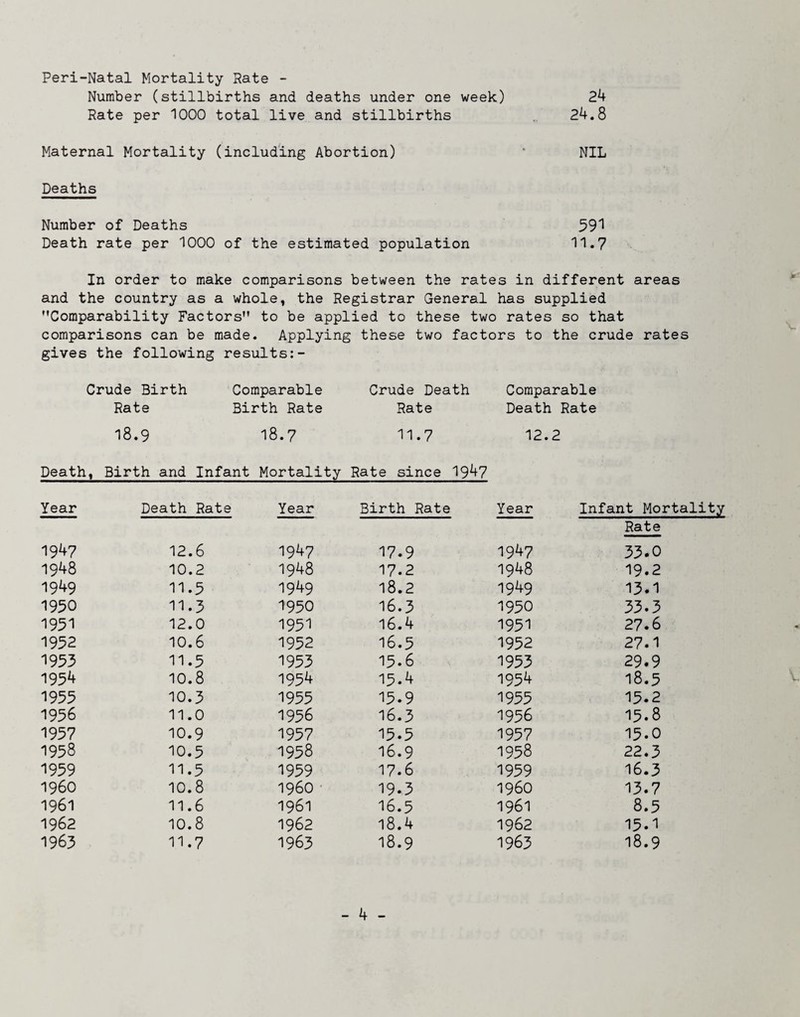 Peri-Natal Mortality Rate -
Number (stillbirths and deaths under one week) 24
Rate per 1000 total live and stillbirths 24.8
Maternal Mortality (including Abortion) NIL
Deaths
Number of Deaths 591
Death rate per 1000 of the estimated population 11.7
In order to make comparisons between the rates in different areas
and the country as a whole, the Registrar General has supplied
"Comparability Factors" to be applied to these two rates so that
comparisons can be made. Applying these two factors to the crude rates
gives the following results:-
Crude Birth Comparable Crude Death Comparable
Rate Birth Rate Rate Death Rate
18.9 18.7 11.7 12.2
Death, Birth and Infant Mortality Rate since 1947
Year Death Rate Year Birth Rate Year Infant Mortality
Rate
1947 12.6 1947 17.9 1947 33.0
1948 10.2 1948 17.2 1948 19.2
1949 11.5 1949 18.2 1949 13.1
1950 11.3 1950 16.3 1950 33.3
1951 12.0 1951 16.4 1951 27.6
1952 10.6 1952 16.5 1952 27.1
1953 11.5 1953 15.6 1953 29.9
1954 10.8 1954 15.4 1954 18.5
1955 10.3 1955 15.9 1955 15.2
1956 11.0 1956 16.3 1956 15.8
1957 10.9 1957 15.5 1957 15.0
1958 10.5 1958 16.9 1958 22.3
1959 11.5 1959 17.6 1959 16.3
1960 10.8 1960 19.3 1960 13.7
1961 11.6 1961 16.5 1961 8.5
1962 10.8 1962 18.4 1962 15.1
1963 11.7 1963 18.9 1963 18.9
- 4 -